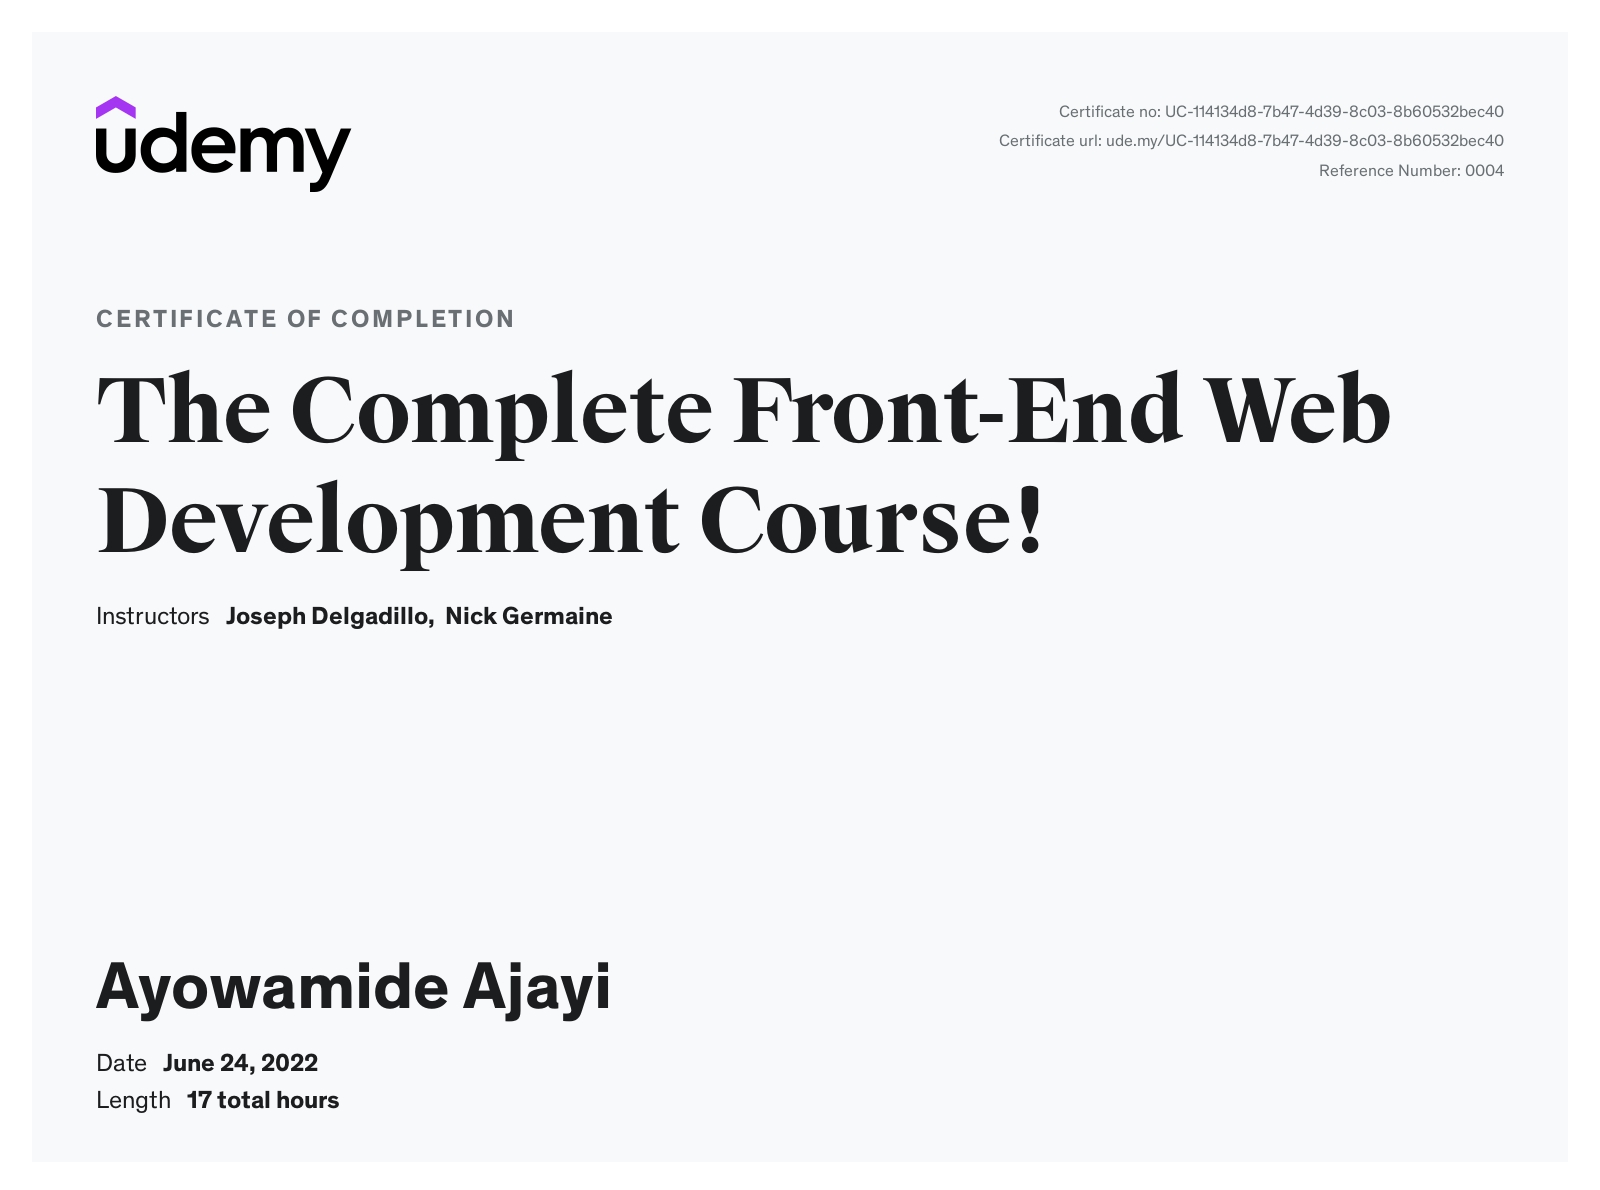 udemy
Certificate no: UC-114134d8-7b47-4d39-8c03-8b60532bec40
Certificate url: ude.my/UC-114134d8-7b47-4d39-8c03-8b60532bec40
Reference Number: 0004
CERTIFICATE OF COMPLETION
The Complete Front-End Web
Development Course!
Instructors Joseph Delgadillo, Nick Germaine
Ayowamide Ajayi
Date June 24, 2022
Length 17 total hours